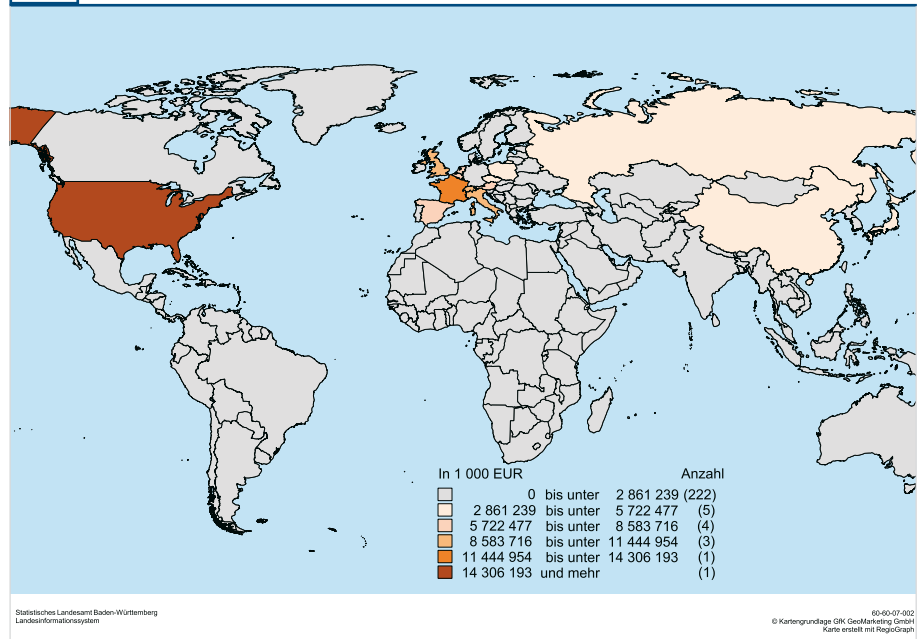 In 1 000 EUR Anzahl
0 bis unter 2 861 239 (222)
2 861 239 bis unter 5 722 477 (5)
5 722 477 bis unter 8 583 716 (4)
8 583 716 bis unter 11 444 954 (3)
11 444 954 bis unter 14 306 193 (1)
14 306 193 und mehr (1)
Statistisches Landesamt Baden-Württemberg
Landesinformationssystem
60-60-07-002
© Kartengrundlage GfK GeoMarketing GmbH
Karte erstellt mit RegioGraph